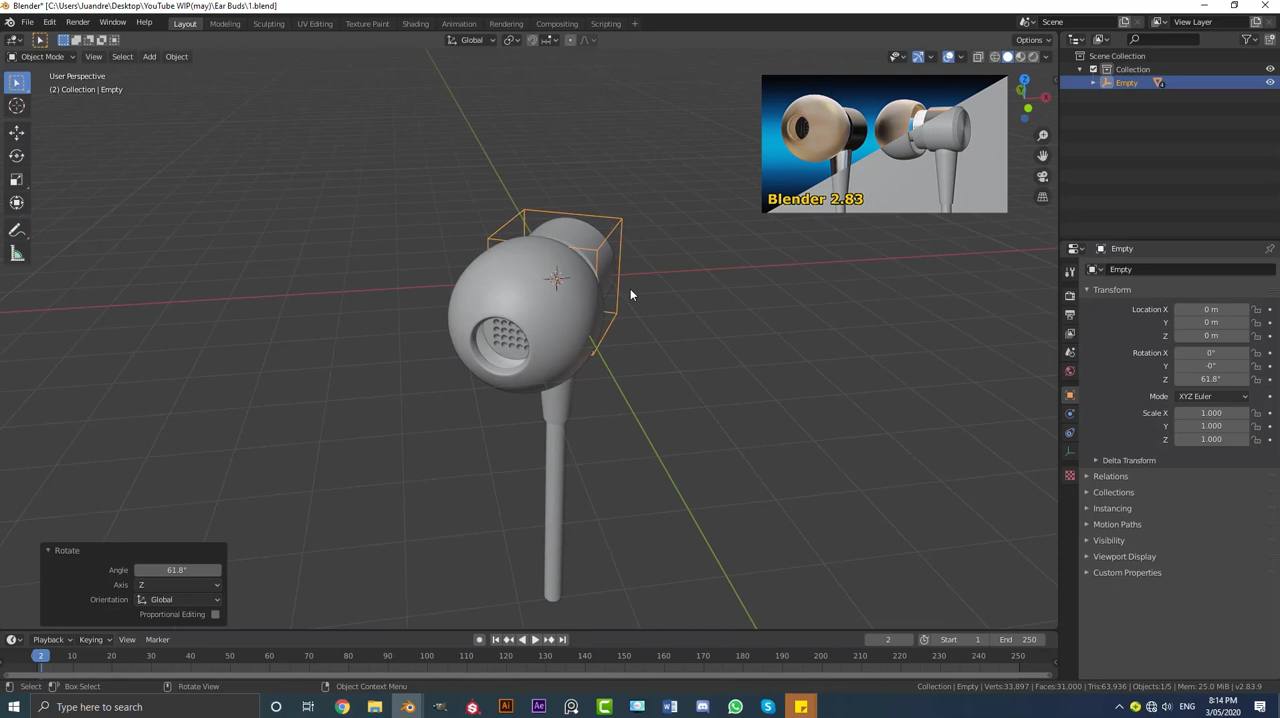 Blender* [C:\Users\Juandre\Desktop\YouTube WIP(may)\Ear Buds\1.blend]
File Edit Render Window Help Layout Modeling Sculpting UV Editing Texture Paint Shading Animation Rendering Compositing Scripting Scene View Layer
Global Options
Object Mode View Select Add Object
User Perspective
(2) Collection | Empty
Blender 2.83
Scene Collection
Collection
Empty
Empty
Empty
Transform
Location X 0 m
Y 0 m
Z 0 m
Rotation X 0°
Y -0°
Z 61.8°
Mode XYZ Euler
Scale X 1.000
Y 1.000
Z 1.000
Delta Transform
Relations
Collections
Instancing
Motion Paths
Visibility
Viewport Display
Custom Properties
Rotate
Angle 61.8°
Axis Z
Orientation Global
Proportional Editing
Playback Keying View Marker 2 Start 1 End 250
2 10 20 30 40 50 60 70 80 90 100 110 120 130 140 150 160 170 180 190 200 210 220 230 240 250
Select Box Select Rotate View Object Context Menu Collection | Empty | Verts:33,897 | Faces:31,000 | Tris:63,936 | Objects:1/5 | Mem: 25.0 MiB | v2.83.9
Type here to search
ENG
8:14 PM
3/05/2020